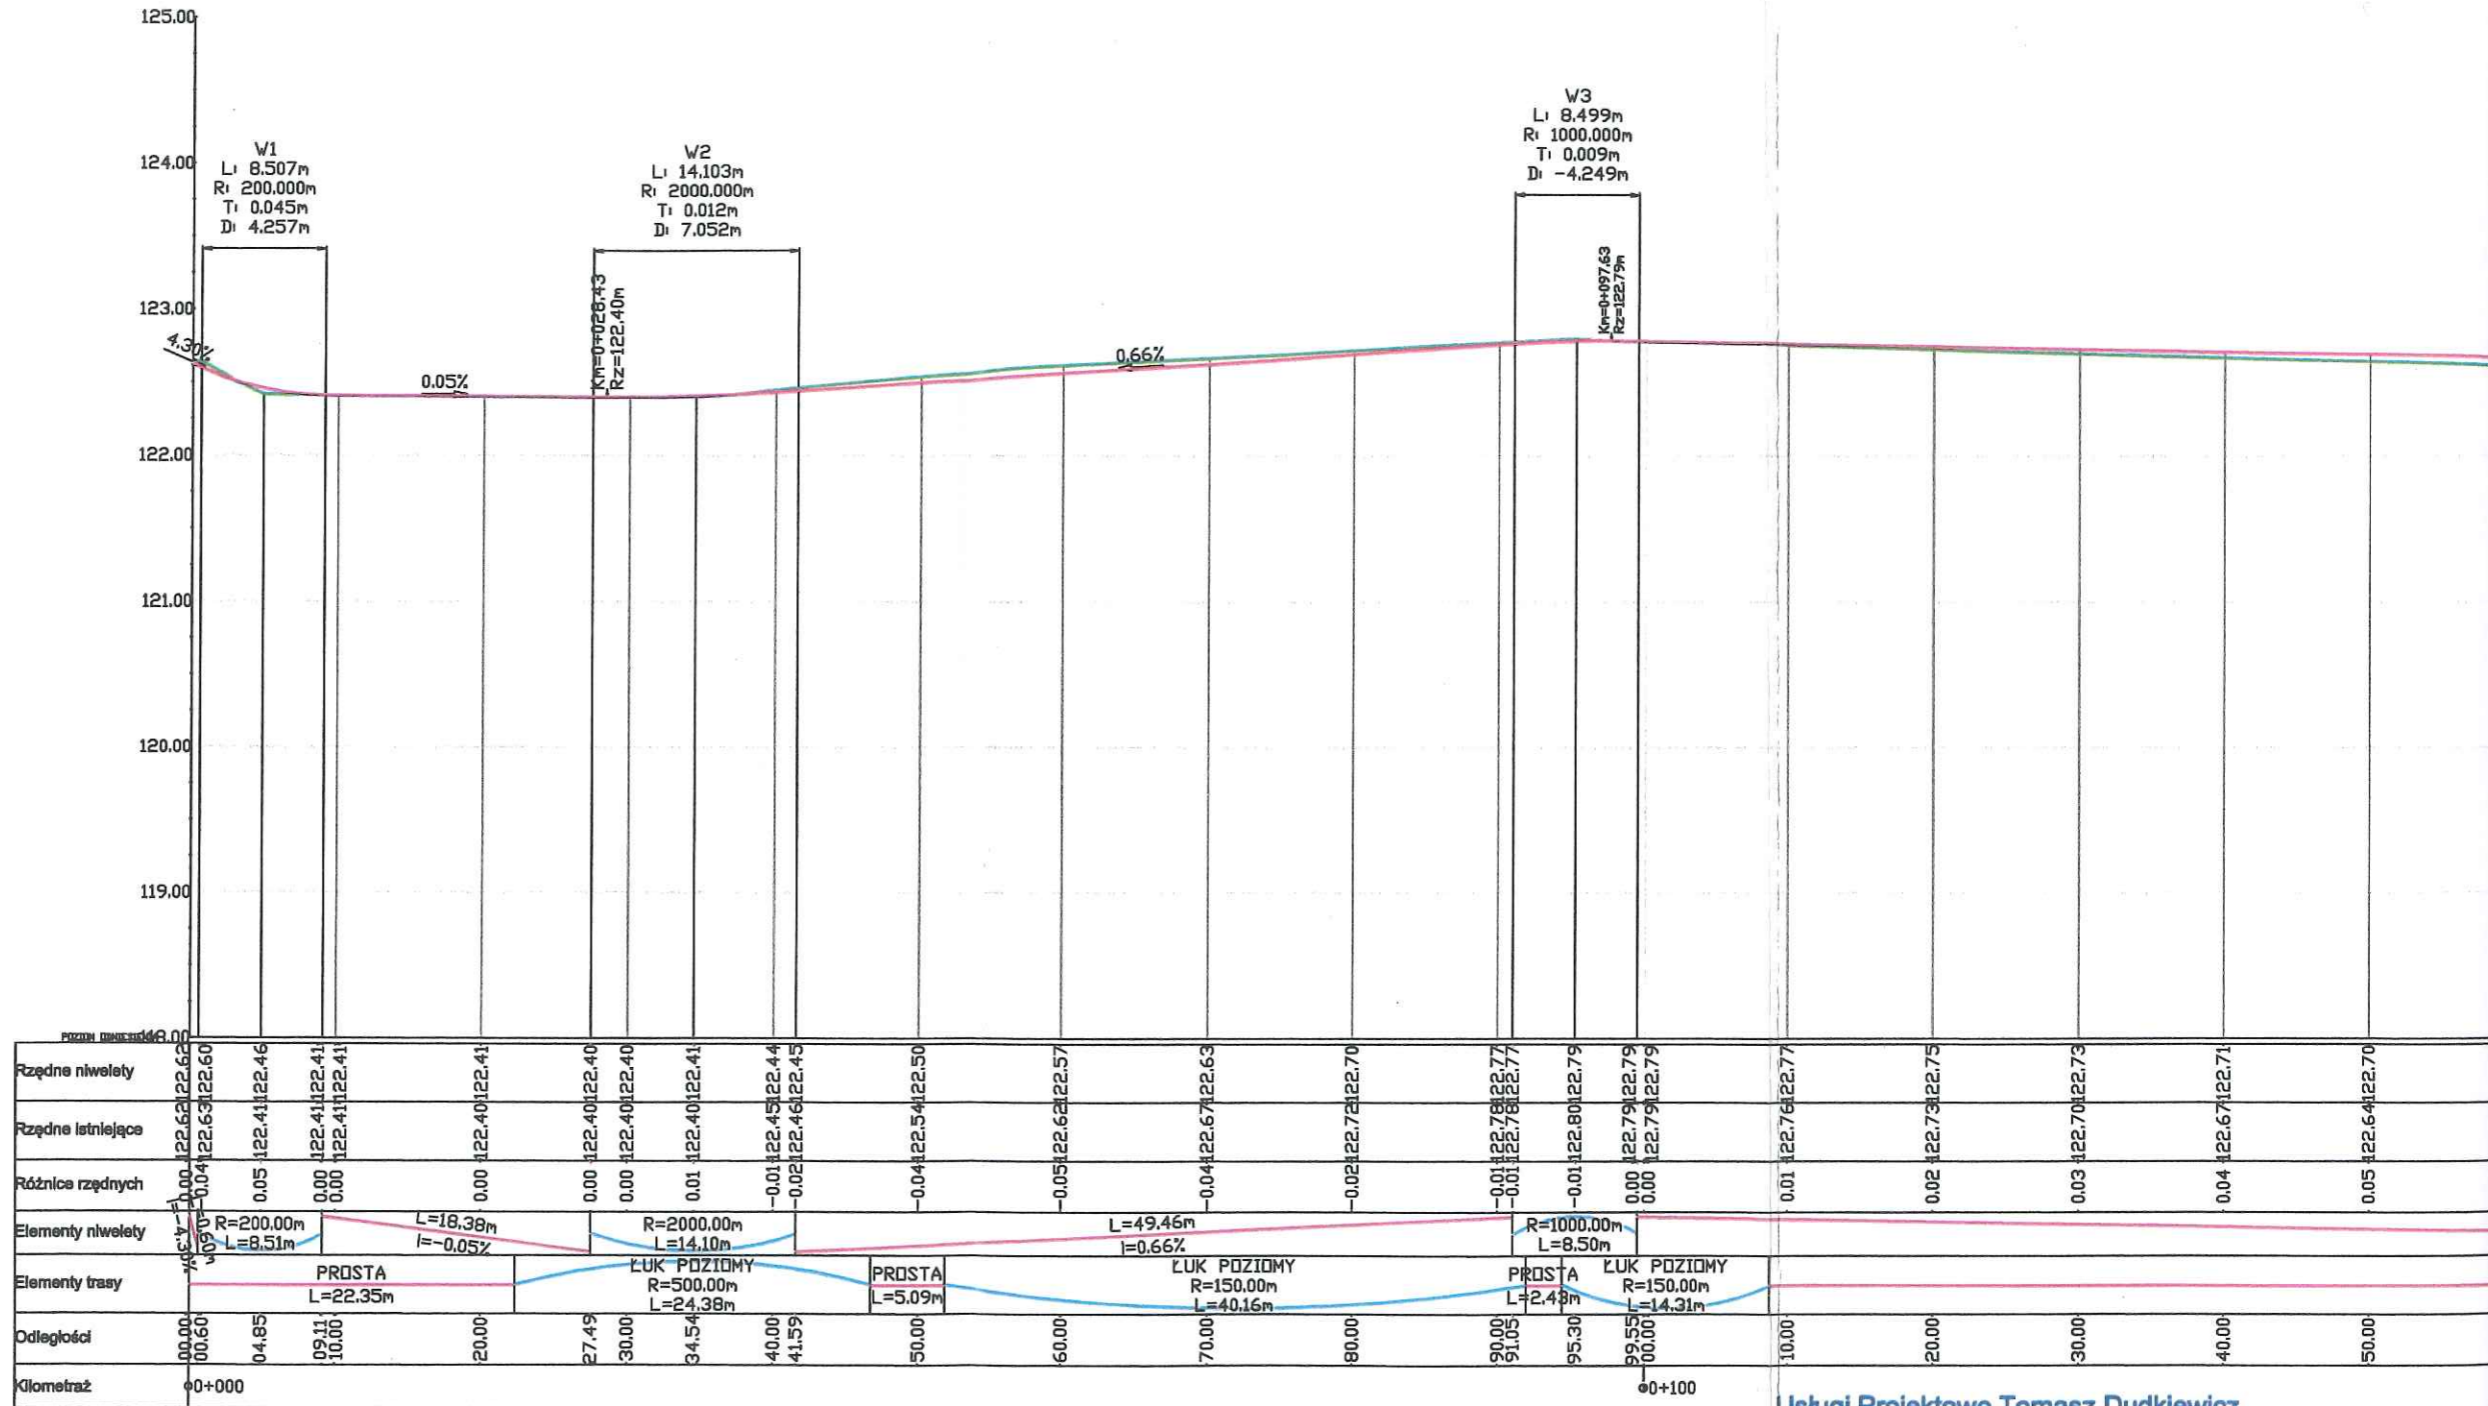 125.00
124.00
123.00
122.00
121.00
120.00
119.00
W1
L: 8.507m
R: 200.000m
T: 0.045m
D: 4.257m
W2
L: 14.103m
R: 2000.000m
T: 0.012m
D: 7.052m
W3
L: 8.499m
R: 1000.000m
T: 0.009m
D: -4.249m
4.30%
0.05%
Km=0+028.43
Rz=122.40m
0.66%
Km=0+097.63
Rz=122.79m
Rzędne niwelety
122.62 122.60 122.46 122.41 122.41 122.41 122.40 122.40 122.41 122.44 122.45 122.50 122.57 122.63 122.70 122.77 122.77 122.79 122.79 122.79 122.77 122.75 122.73 122.71 122.70
Rzędne istniejące
122.62 122.63 122.41 122.41 122.41 122.40 122.40 122.40 122.40 122.45 122.46 122.54 122.62 122.67 122.72 122.78 122.78 122.80 122.79 122.79 122.76 122.73 122.70 122.67 122.64
Różnice rzędnych
0.00 -0.04 0.05 0.00 0.00 0.00 0.00 0.00 0.01 -0.01 -0.02 -0.04 -0.05 -0.04 -0.02 -0.01 -0.01 -0.01 0.00 0.00 0.01 0.02 0.03 0.04 0.05
Elementy niwelety
L=0.60m
i=-4.30%
R=200.00m
L=8.51m
L=18.38m
i=-0.05%
R=2000.00m
L=14.10m
L=49.46m
i=0.66%
R=1000.00m
L=8.50m
Elementy trasy
PROSTA
L=22.35m
ŁUK POZIOMY
R=500.00m
L=24.38m
PROSTA
L=5.09m
ŁUK POZIOMY
R=150.00m
L=40.16m
PROSTA
L=2.43m
ŁUK POZIOMY
R=150.00m
L=14.31m
Odległości
00.00 00.60 04.85 09.11 10.00 20.00 27.49 30.00 34.54 40.00 41.59 50.00 60.00 70.00 80.00 90.00 91.05 95.30 99.55 00.00 10.00 20.00 30.00 40.00 50.00
Kilometraż
0+000
0+100
Usługi Projektowe Tomasz Dudkiewicz